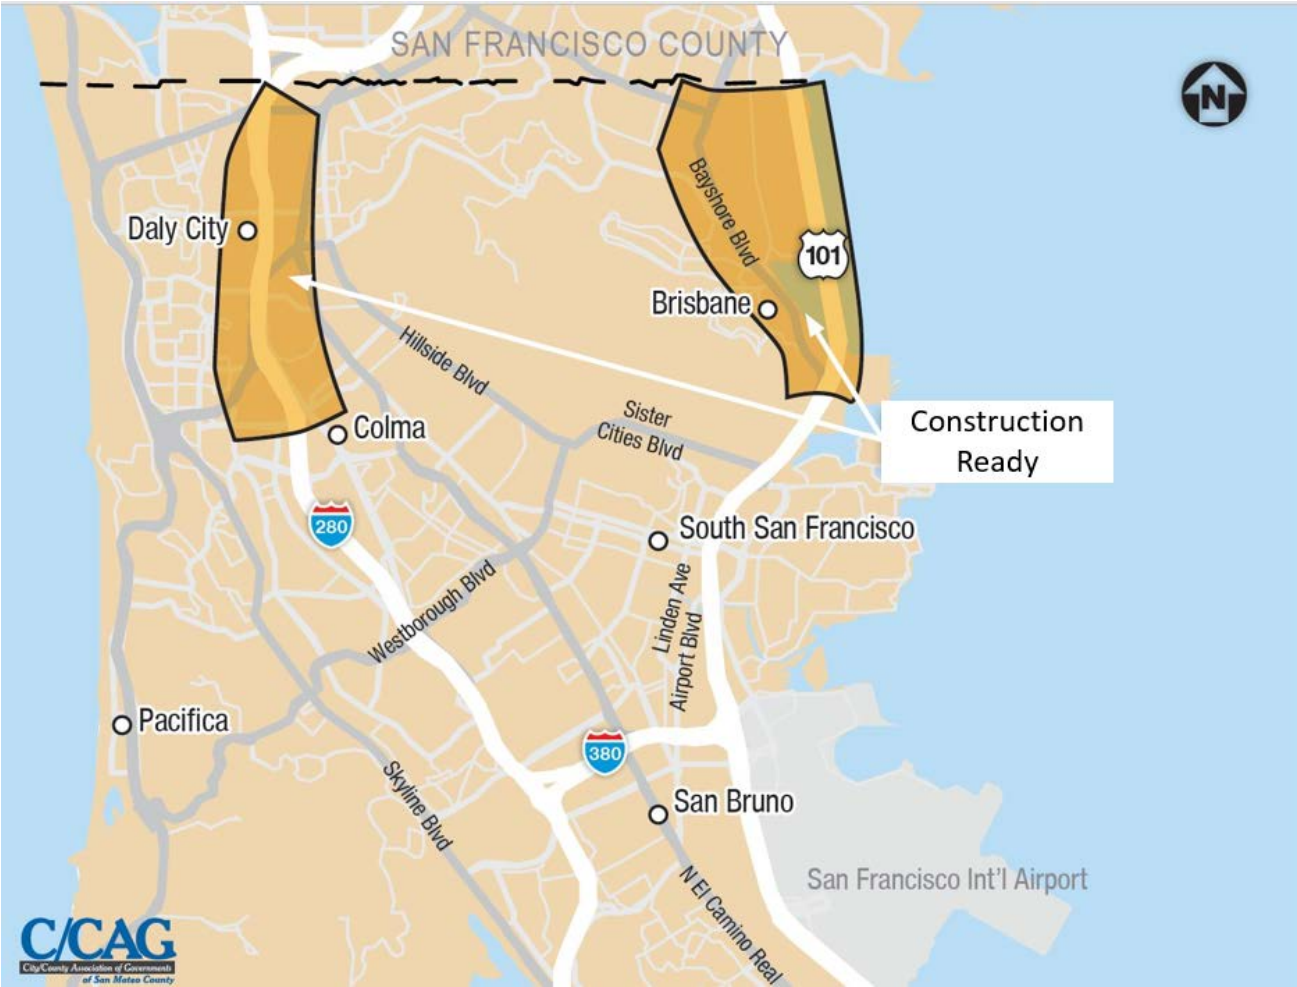 SAN FRANCISCO COUNTY
N
Bayshore Blvd
Daly City
101
Brisbane
Hillside Blvd
Sister
Cities Blvd
Construction
Ready
Colma
280
South San Francisco
Westborough Blvd
Linden Ave
Airport Blvd
Pacifica
380
Skyline Blvd
San Bruno
N El Camino Real
San Francisco Int'l Airport
C/CAG
City/County Association of Governments
of San Mateo County